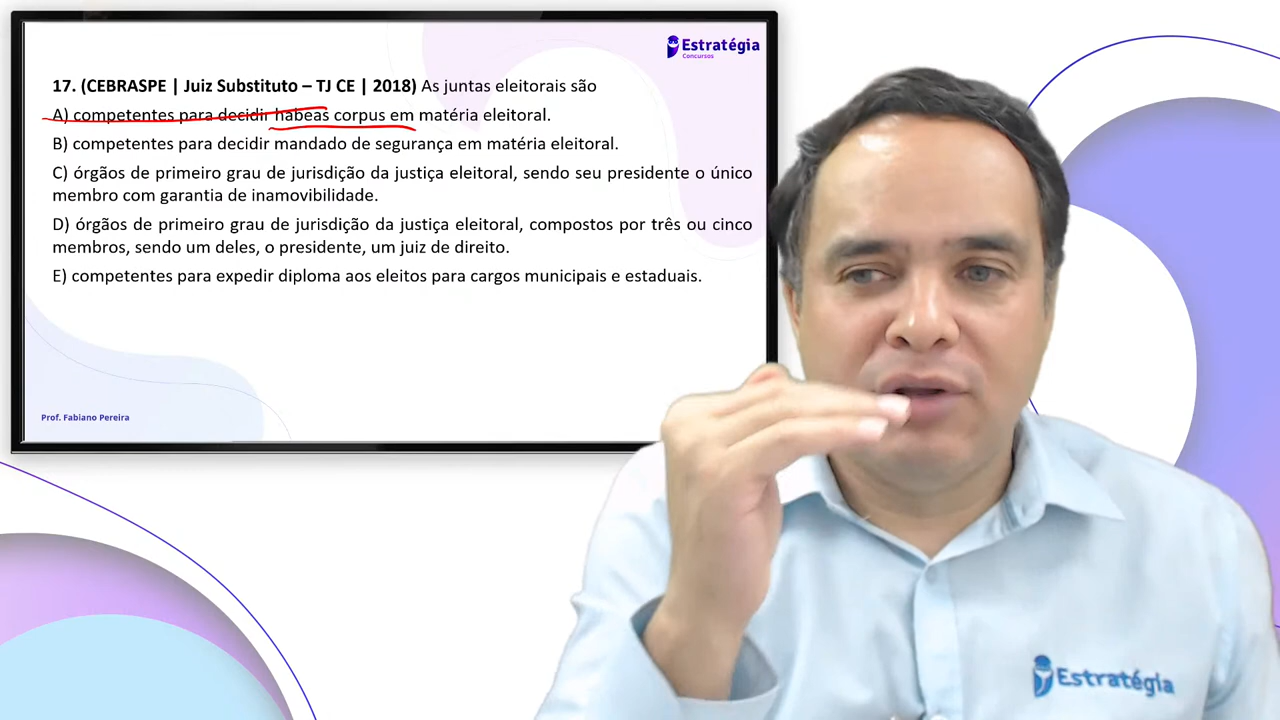 Estratégia
Concursos
17. (CEBRASPE | Juiz Substituto – TJ CE | 2018) As juntas eleitorais são
A) competentes para decidir habeas corpus em matéria eleitoral.
B) competentes para decidir mandado de segurança em matéria eleitoral.
C) órgãos de primeiro grau de jurisdição da justiça eleitoral, sendo seu presidente o único
membro com garantia de inamovibilidade.
D) órgãos de primeiro grau de jurisdição da justiça eleitoral, compostos por três ou cinco
membros, sendo um deles, o presidente, um juiz de direito.
E) competentes para expedir diploma aos eleitos para cargos municipais e estaduais.
Prof. Fabiano Pereira
Estratégia